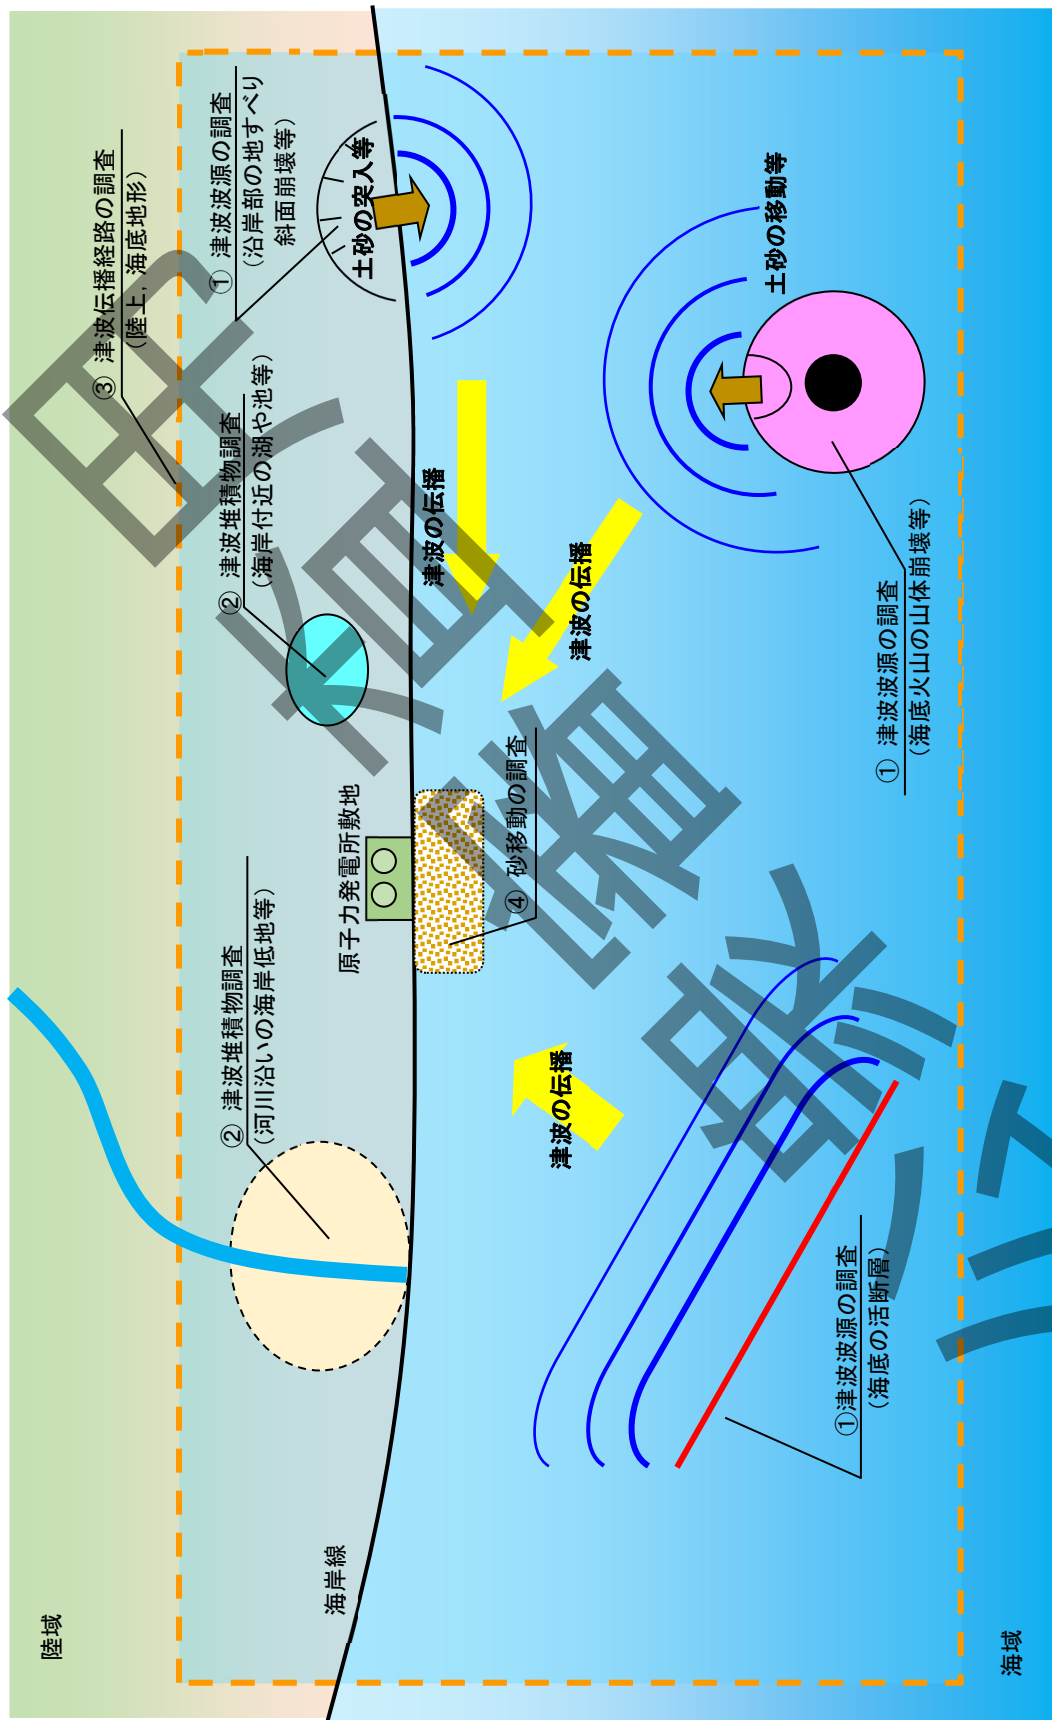 陸域
③ 津波伝播経路の調査
（陸上，海底地形）
② 津波堆積物調査
（河川沿いの海岸低地等）
② 津波堆積物調査
（海岸付近の湖や池等）
① 津波波源の調査
（沿岸部の地すべり
斜面崩壊等）
海岸線
原子力発電所敷地
土砂の突入等
津波の伝播
④ 砂移動の調査
津波の伝播
津波の伝播
土砂の移動等
①津波波源の調査
（海底の活断層）
① 津波波源の調査
（海底火山の山体崩壊等）
海域